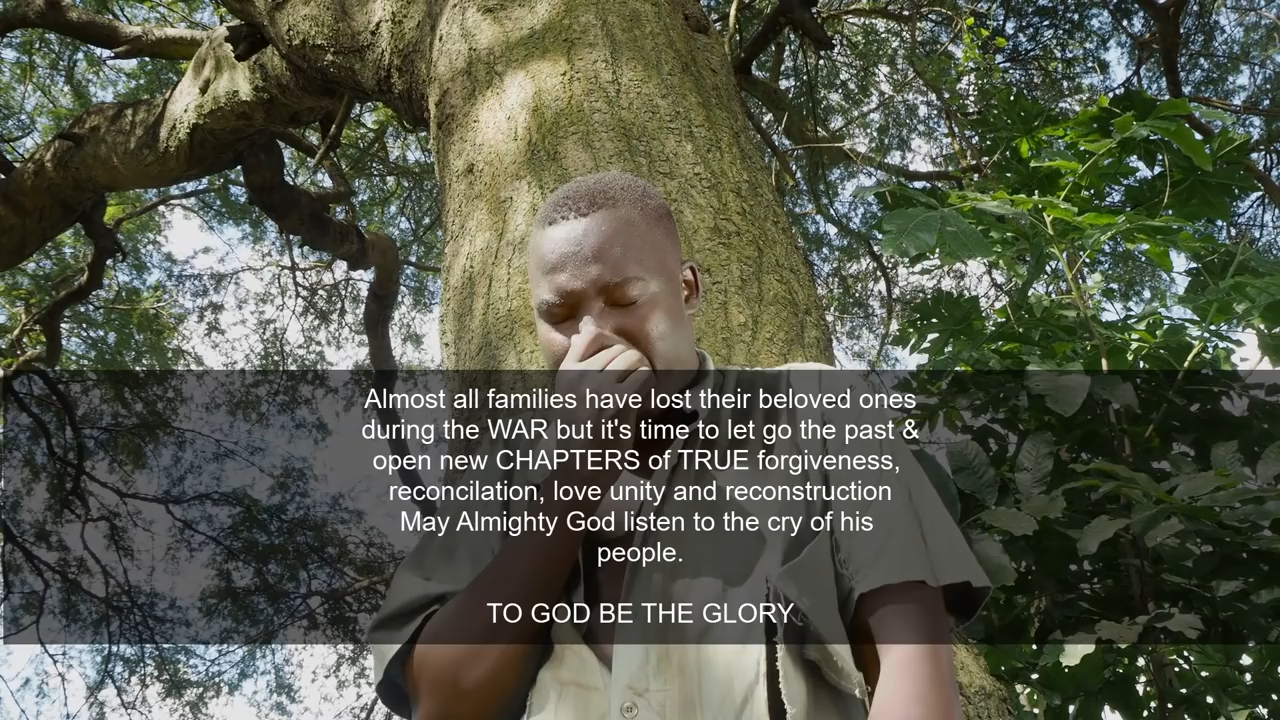 Almost all families have lost their beloved ones
during the WAR but it's time to let go the past &
open new CHAPTERS of TRUE forgiveness,
reconcilation, love unity and reconstruction
May Almighty God listen to the cry of his
people.
TO GOD BE THE GLORY